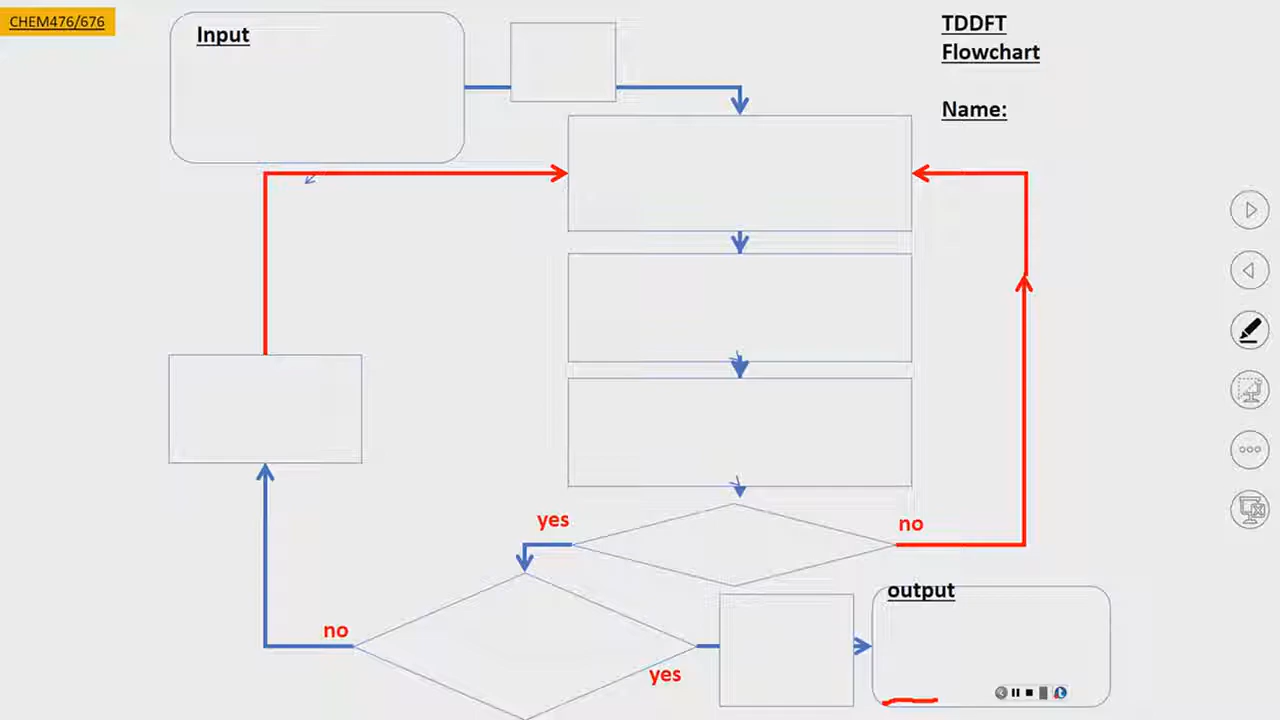 CHEM476/676
Input
TDDFT
Flowchart
Name:
yes
no
no
yes
output